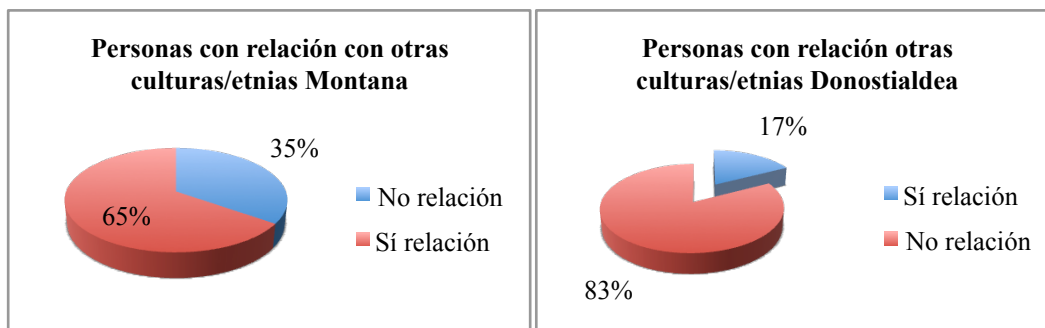 Personas con relación con otras
culturas/etnias Montana
35%
65%
No relación
Sí relación
Personas con relación otras
culturas/etnias Donostialdea
17%
83%
Sí relación
No relación